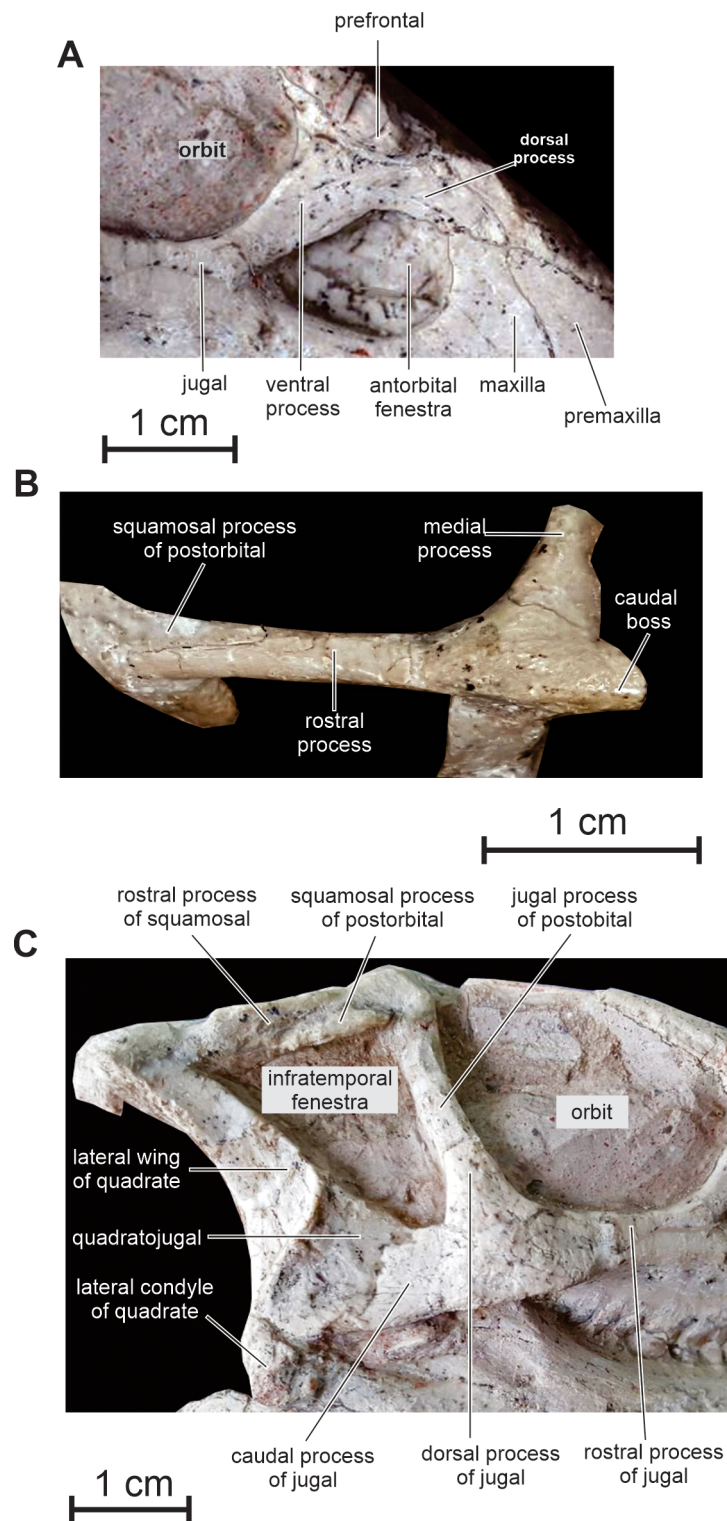 prefrontal
A
orbit
dorsal
process
jugal
ventral
process
antorbital
fenestra
maxilla
premaxilla
1 cm
B
squamosal process
of postorbital
medial
process
caudal
boss
rostral
process
1 cm
rostral process
of squamosal
squamosal process
of postorbital
jugal process
of postobital
C
infratemporal
fenestra
orbit
lateral wing
of quadrate
quadratojugal
lateral condyle
of quadrate
caudal process
of jugal
dorsal process
of jugal
rostral process
of jugal
1 cm